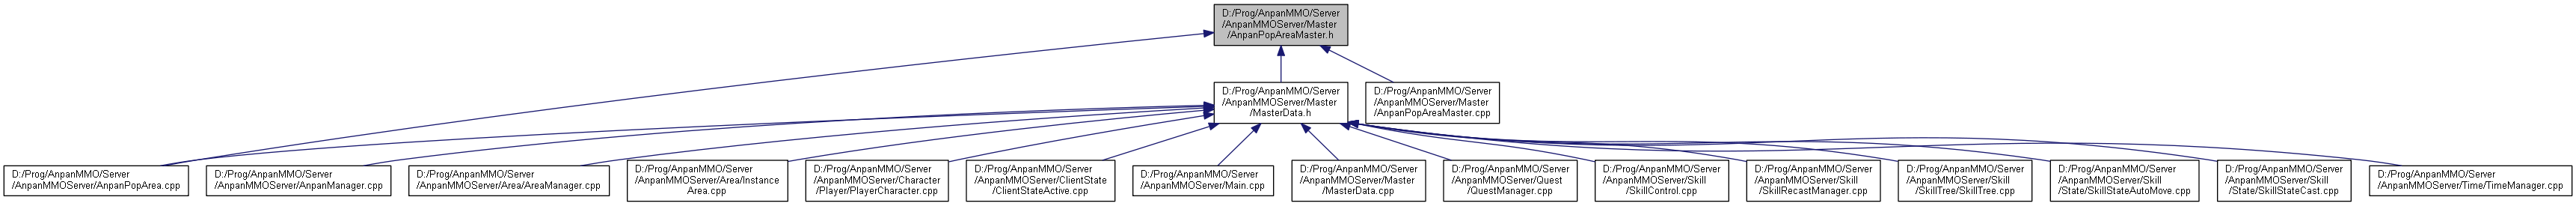 D:/Prog/AnpanMMO/Server
/AnpanMMOServer/Master
/AnpanPopAreaMaster.h
D:/Prog/AnpanMMO/Server
/AnpanMMOServer/Master
/MasterData.h
D:/Prog/AnpanMMO/Server
/AnpanMMOServer/Master
/AnpanPopAreaMaster.cpp
D:/Prog/AnpanMMO/Server
/AnpanMMOServer/AnpanPopArea.cpp
D:/Prog/AnpanMMO/Server
/AnpanMMOServer/AnpanManager.cpp
D:/Prog/AnpanMMO/Server
/AnpanMMOServer/Area/AreaManager.cpp
D:/Prog/AnpanMMO/Server
/AnpanMMOServer/Area/Instance
Area.cpp
D:/Prog/AnpanMMO/Server
/AnpanMMOServer/Character
/Player/PlayerCharacter.cpp
D:/Prog/AnpanMMO/Server
/AnpanMMOServer/ClientState
/ClientStateActive.cpp
D:/Prog/AnpanMMO/Server
/AnpanMMOServer/Main.cpp
D:/Prog/AnpanMMO/Server
/AnpanMMOServer/Master
/MasterData.cpp
D:/Prog/AnpanMMO/Server
/AnpanMMOServer/Quest
/QuestManager.cpp
D:/Prog/AnpanMMO/Server
/AnpanMMOServer/Skill
/SkillControl.cpp
D:/Prog/AnpanMMO/Server
/AnpanMMOServer/Skill
/SkillRecastManager.cpp
D:/Prog/AnpanMMO/Server
/AnpanMMOServer/Skill
/SkillTree/SkillTree.cpp
D:/Prog/AnpanMMO/Server
/AnpanMMOServer/Skill
/State/SkillStateAutoMove.cpp
D:/Prog/AnpanMMO/Server
/AnpanMMOServer/Skill
/State/SkillStateCast.cpp
D:/Prog/AnpanMMO/Server
/AnpanMMOServer/Time/TimeManager.cpp